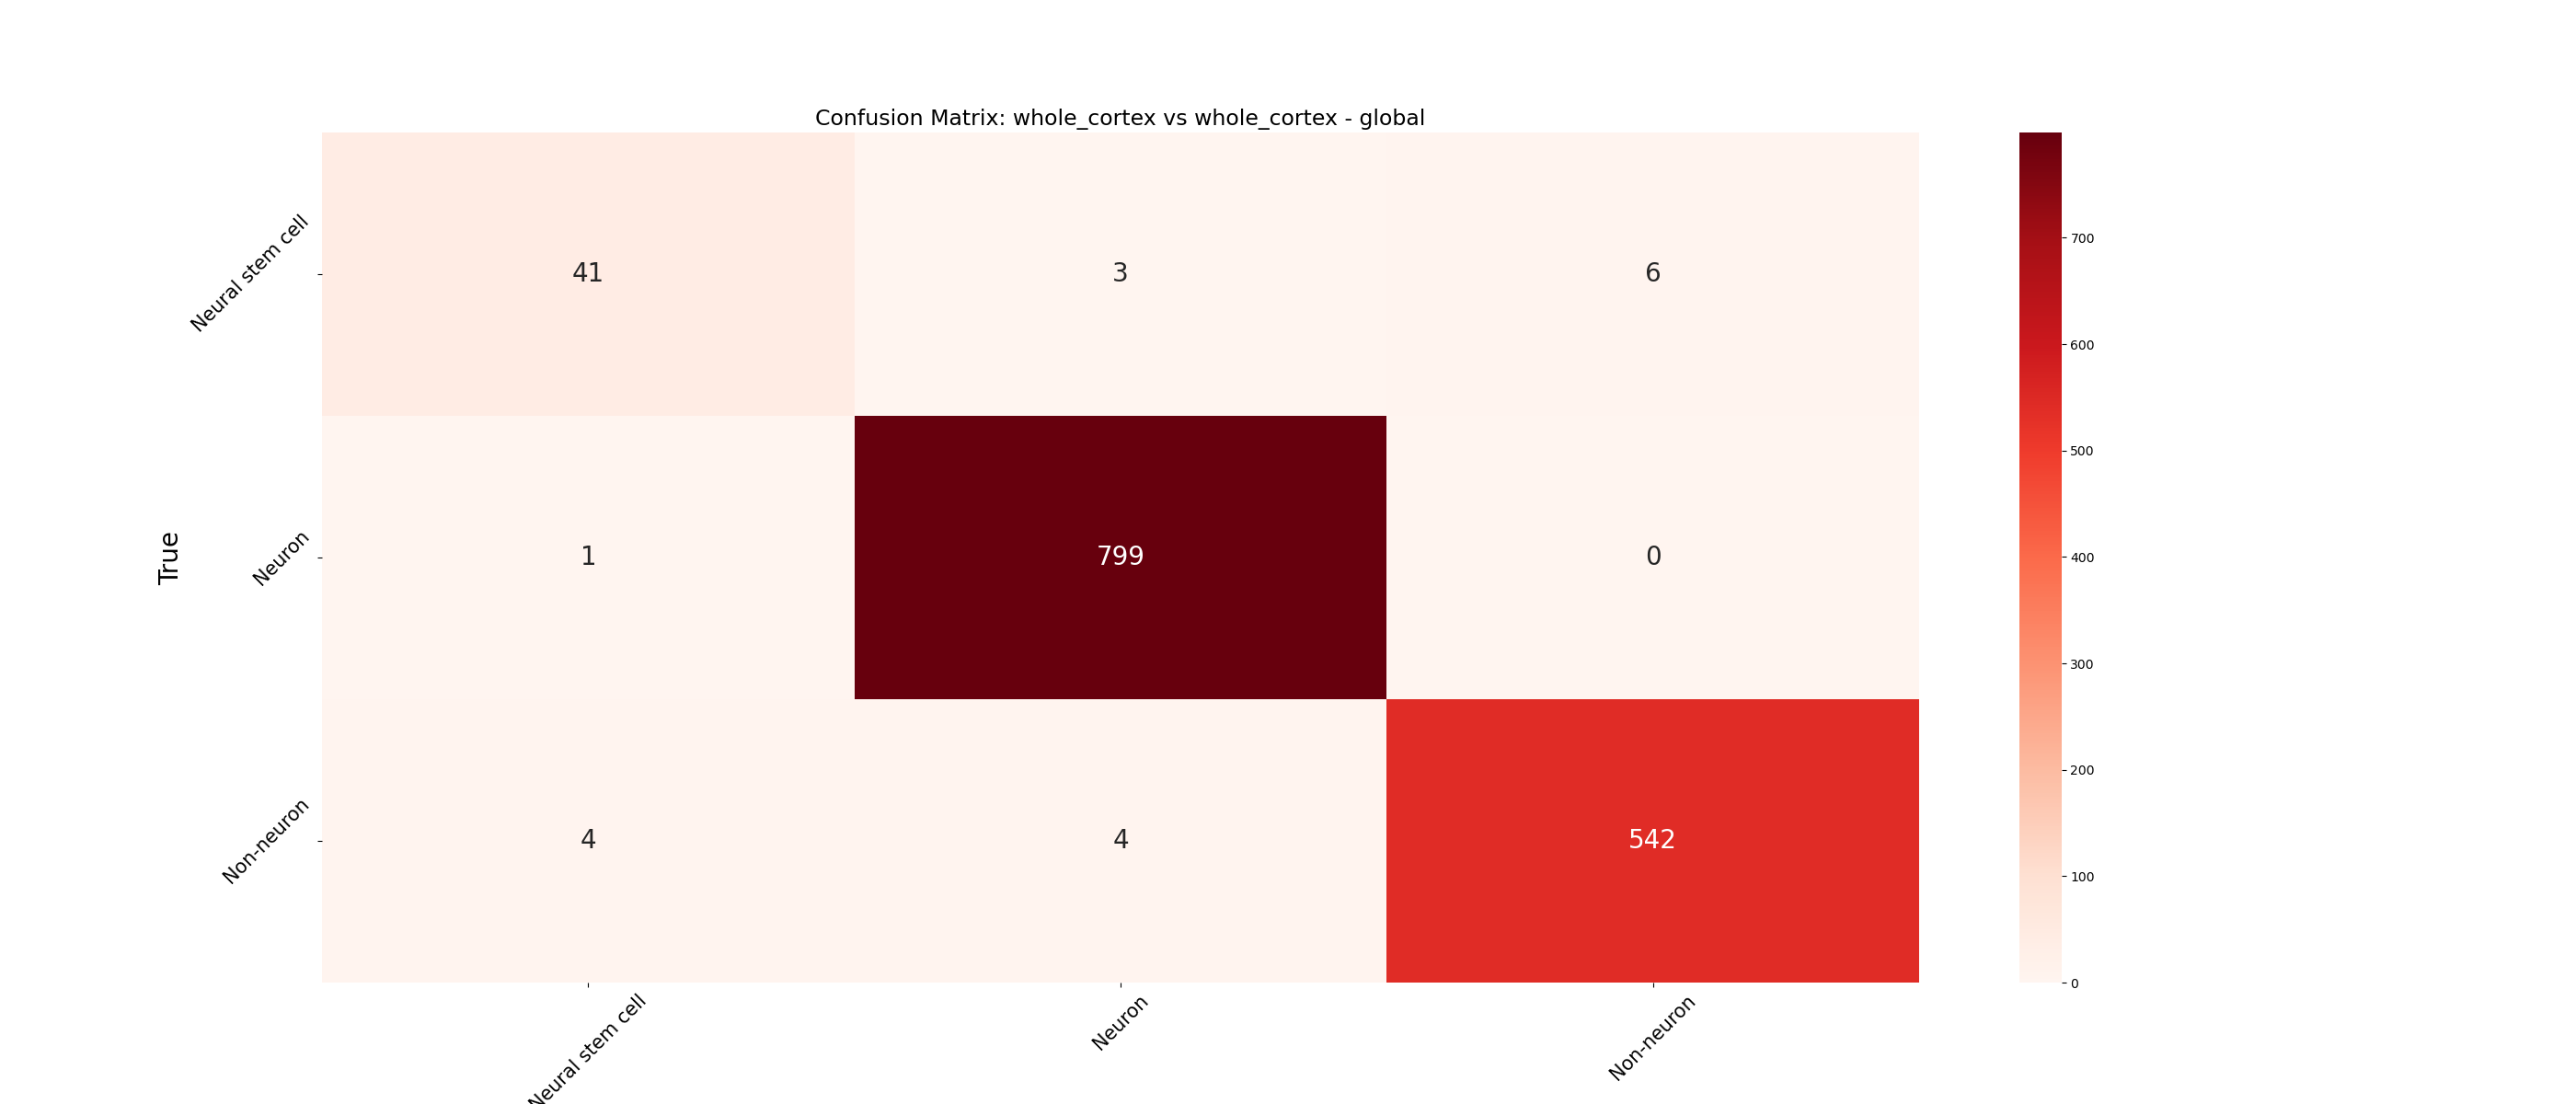 Confusion Matrix: whole_cortex vs whole_cortex - global
True
Neural stem cell
41
3
6
Neuron
1
799
0
Non-neuron
4
4
542
Neural stem cell
Neuron
Non-neuron
700
600
500
400
300
200
100
0